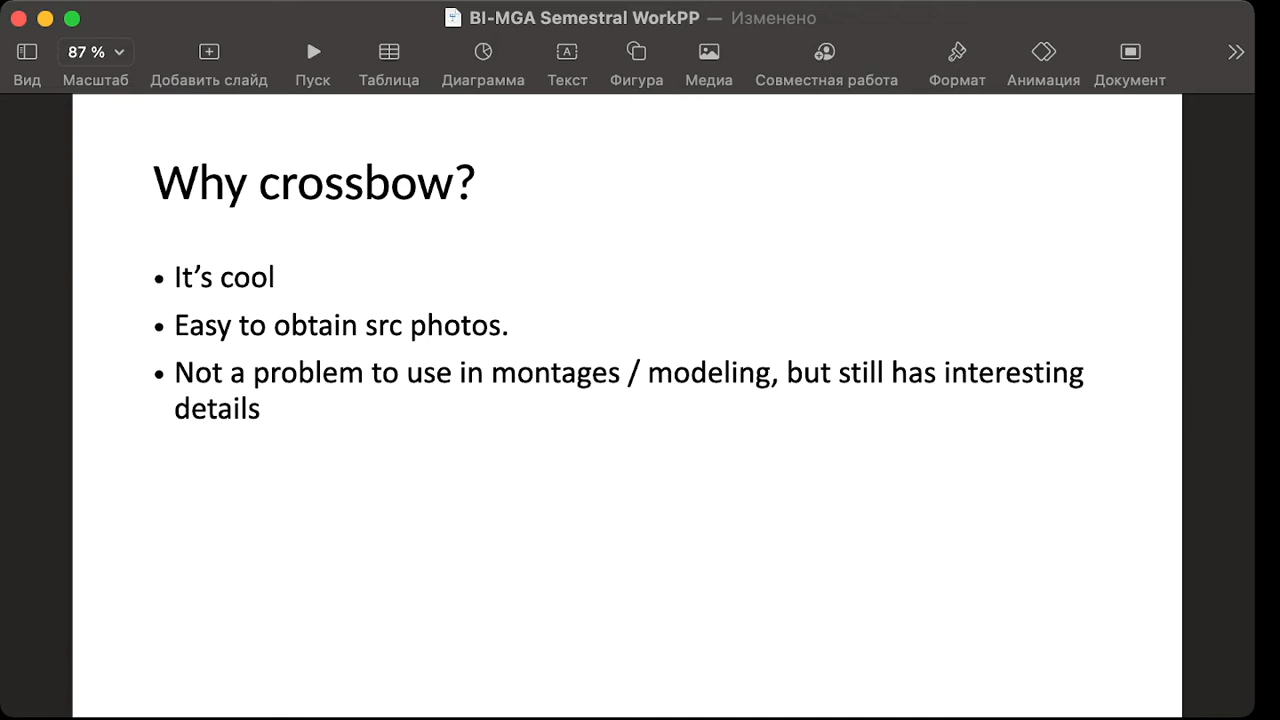 BI-MGA Semestral WorkPP — Изменено
87 %
Вид Масштаб Добавить слайд Пуск Таблица Диаграмма Текст Фигура Медиа Совместная работа Формат Анимация Документ
Why crossbow?
• It’s cool
• Easy to obtain src photos.
• Not a problem to use in montages / modeling, but still has interesting
details